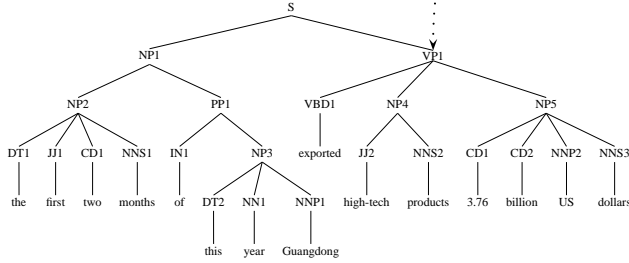 S
NP1 VP1
NP2 PP1 VBD1 NP4 NP5
DT1 JJ1 CD1 NNS1 IN1 NP3 exported JJ2 NNS2 CD1 CD2 NNP2 NNS3
the first two months of DT2 NN1 NNP1 high-tech products 3.76 billion US dollars
this year Guangdong